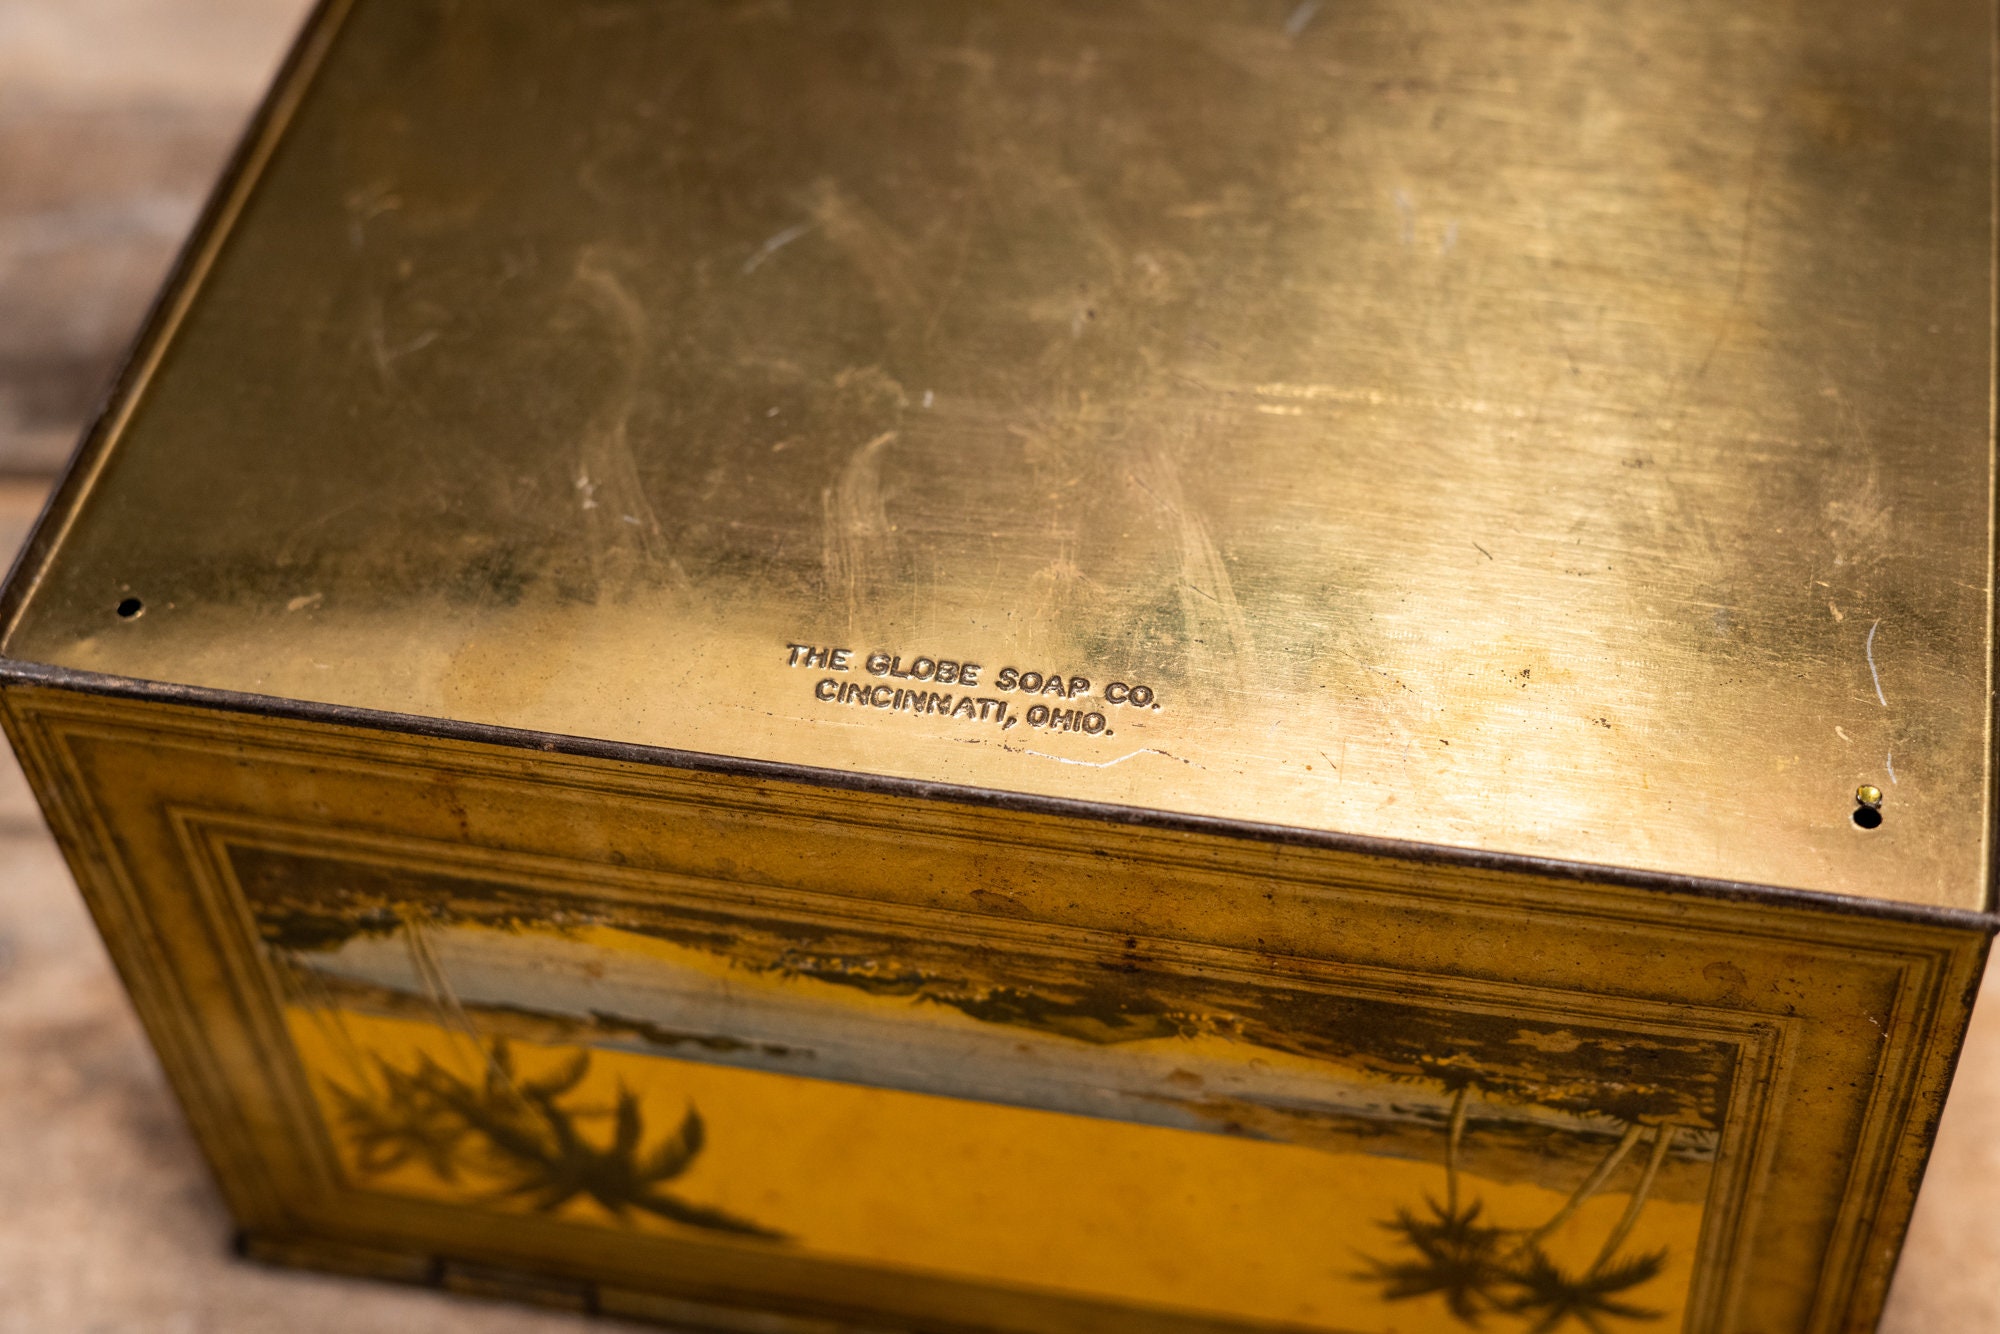 THE GLOBE SOAP CO.
CINCINNATI, OHIO.